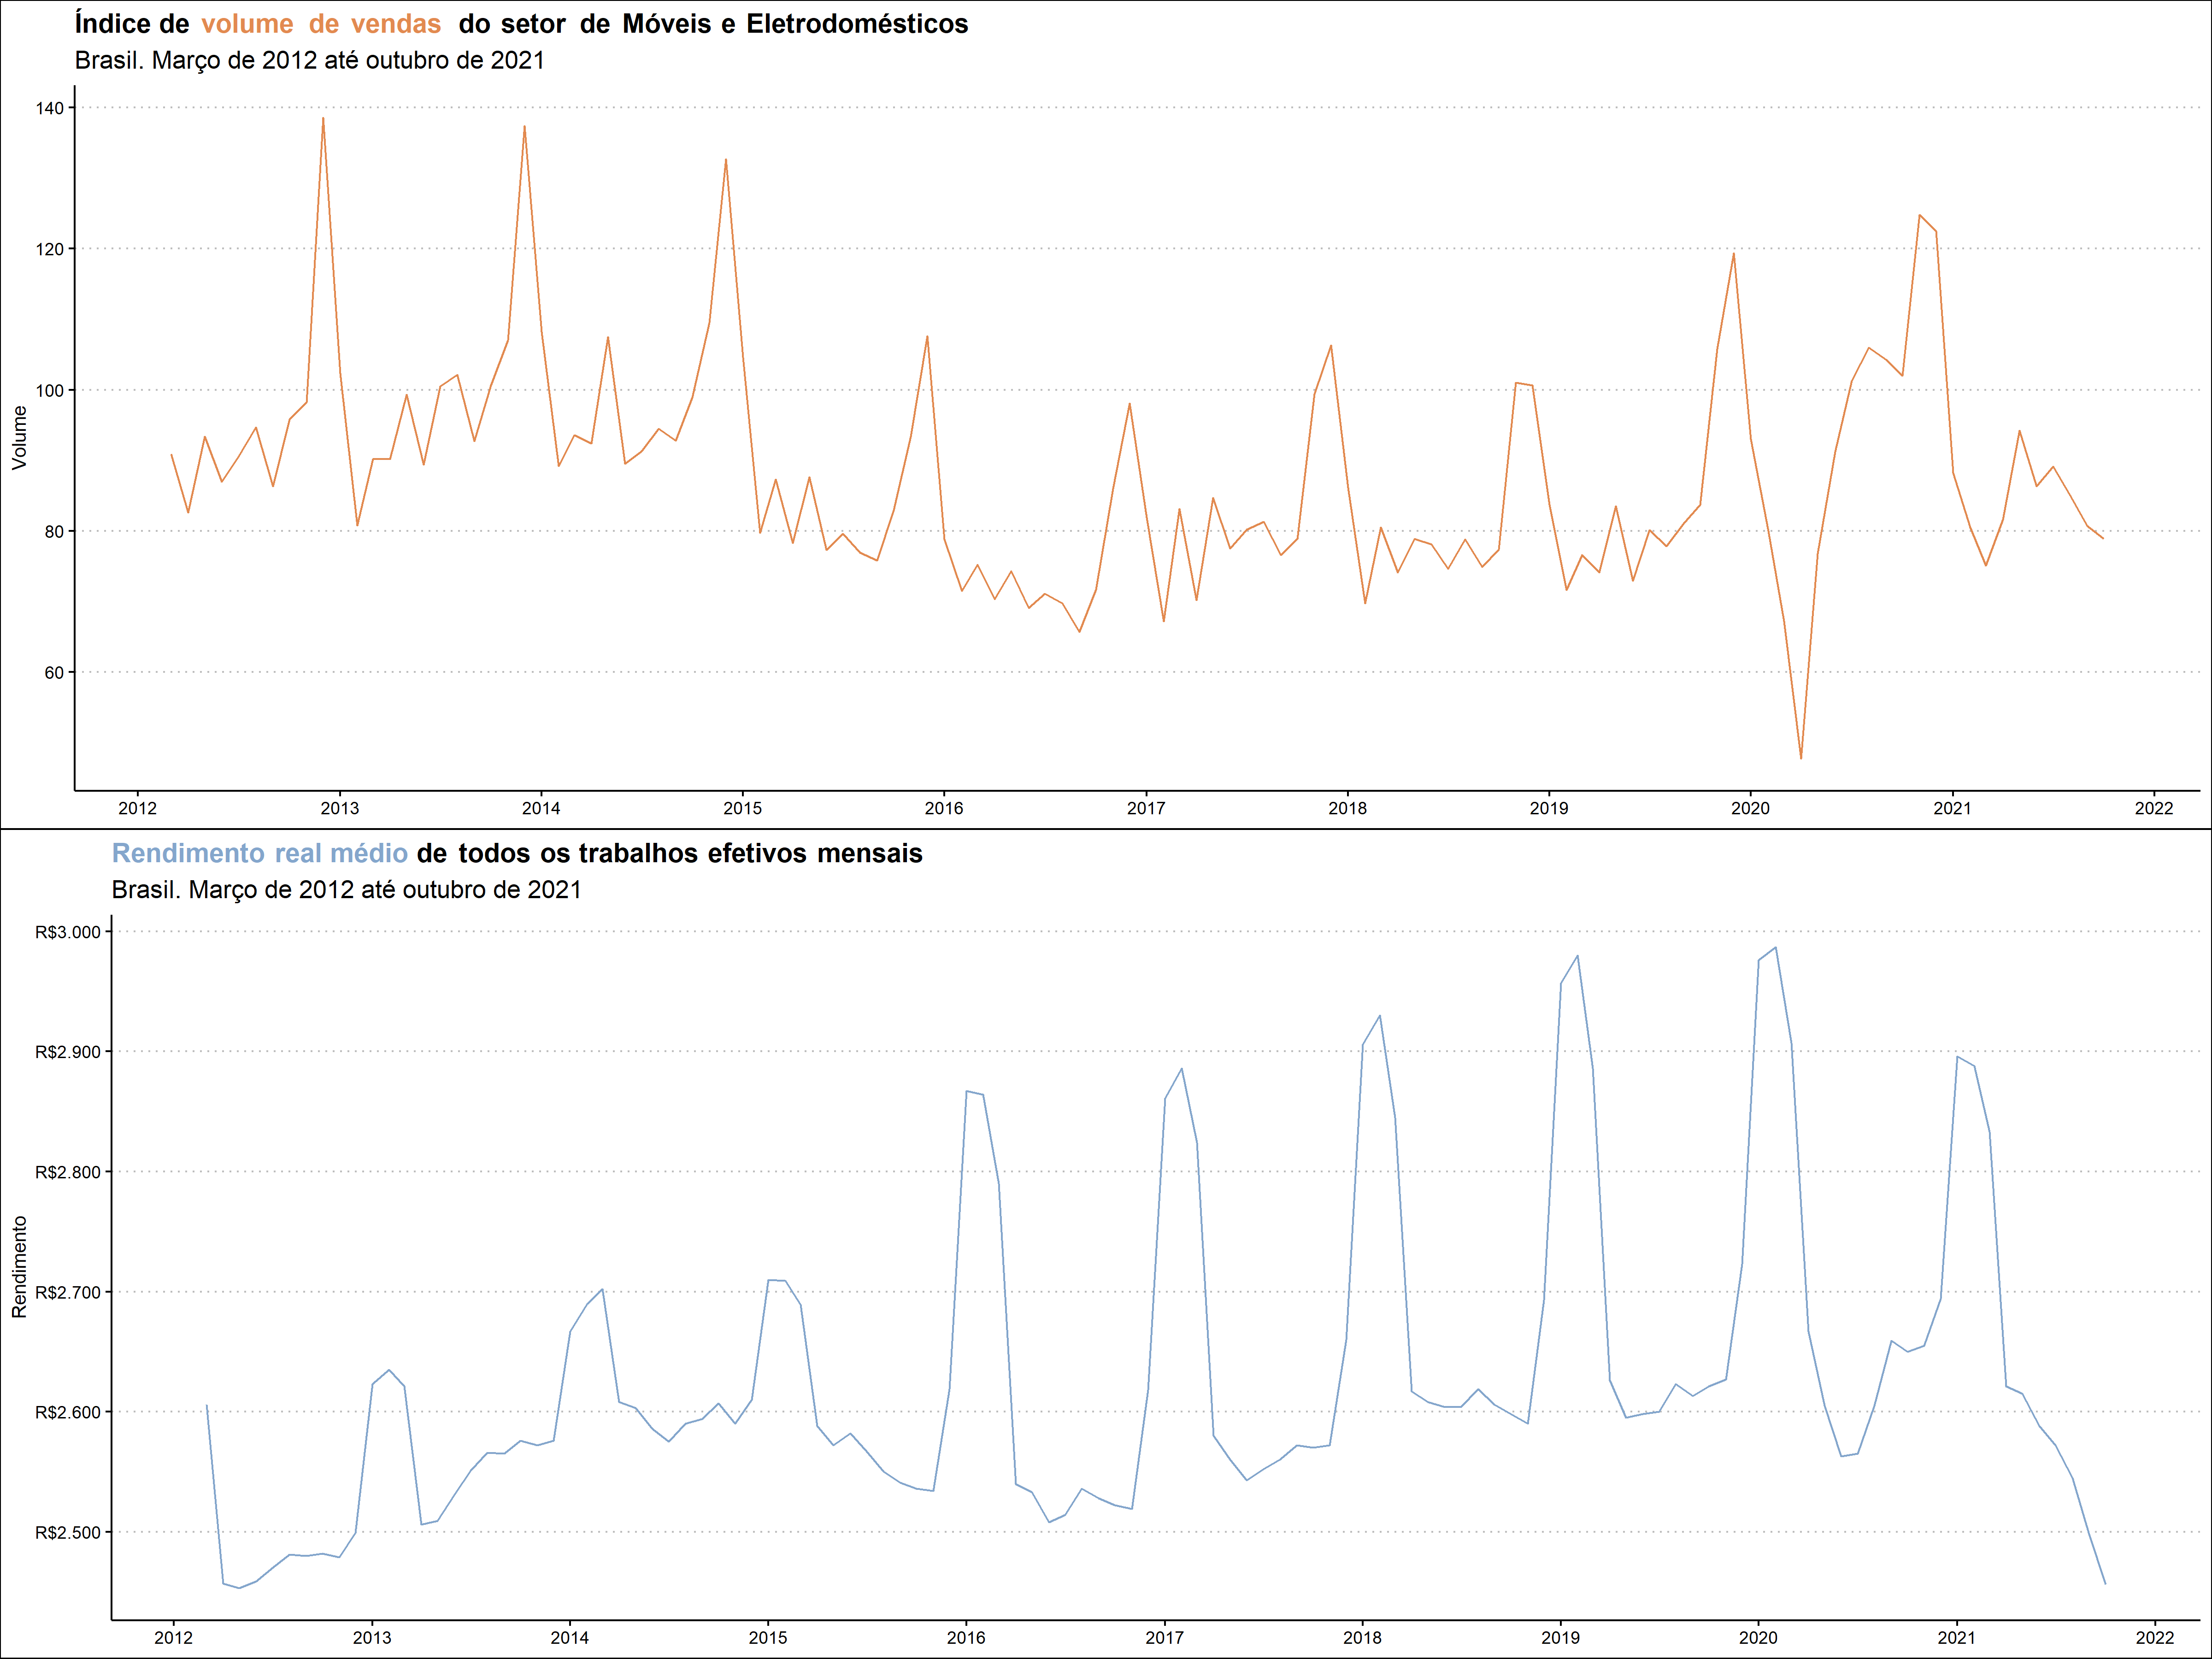 Índice de volume de vendas do setor de Móveis e Eletrodomésticos
Brasil. Março de 2012 até outubro de 2021
140
120
100
80
60
Volume
2012 2013 2014 2015 2016 2017 2018 2019 2020 2021 2022
Rendimento real médio de todos os trabalhos efetivos mensais
Brasil. Março de 2012 até outubro de 2021
R$3.000
R$2.900
R$2.800
R$2.700
R$2.600
R$2.500
Rendimento
2012 2013 2014 2015 2016 2017 2018 2019 2020 2021 2022